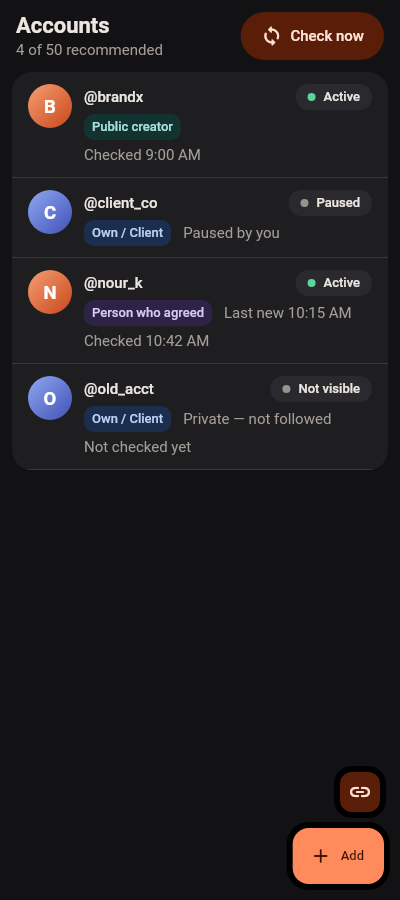 Accounts
4 of 50 recommended
Check now
B
@brandx
Active
Public creator
Checked 9:00 AM
C
@client_co
Paused
Own / Client
Paused by you
N
@nour_k
Active
Person who agreed
Last new 10:15 AM
Checked 10:42 AM
O
@old_acct
Not visible
Own / Client
Private — not followed
Not checked yet
Add